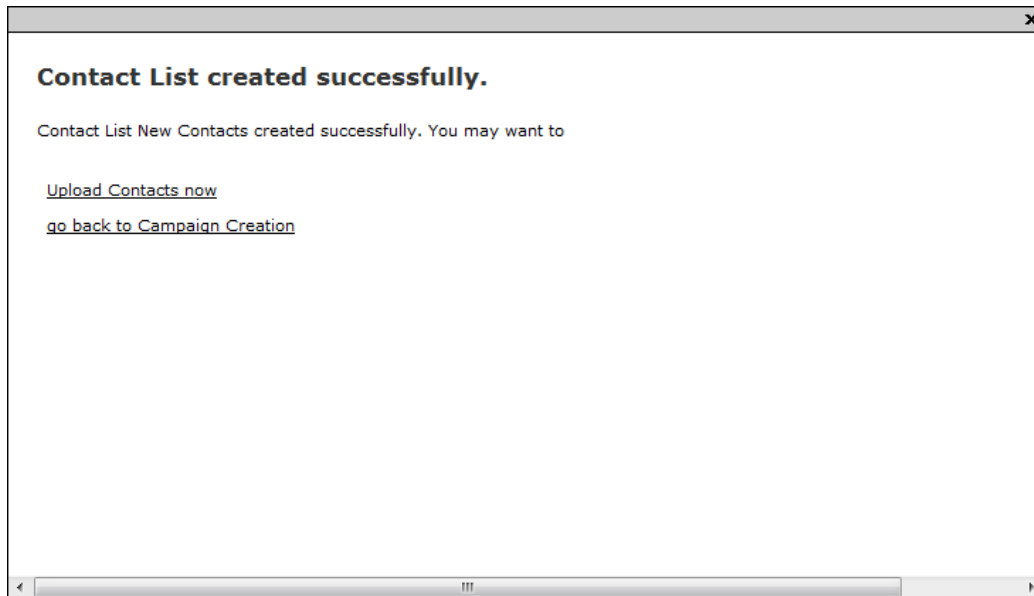 Contact List created successfully.
Contact List New Contacts created successfully. You may want to
Upload Contacts now
go back to Campaign Creation